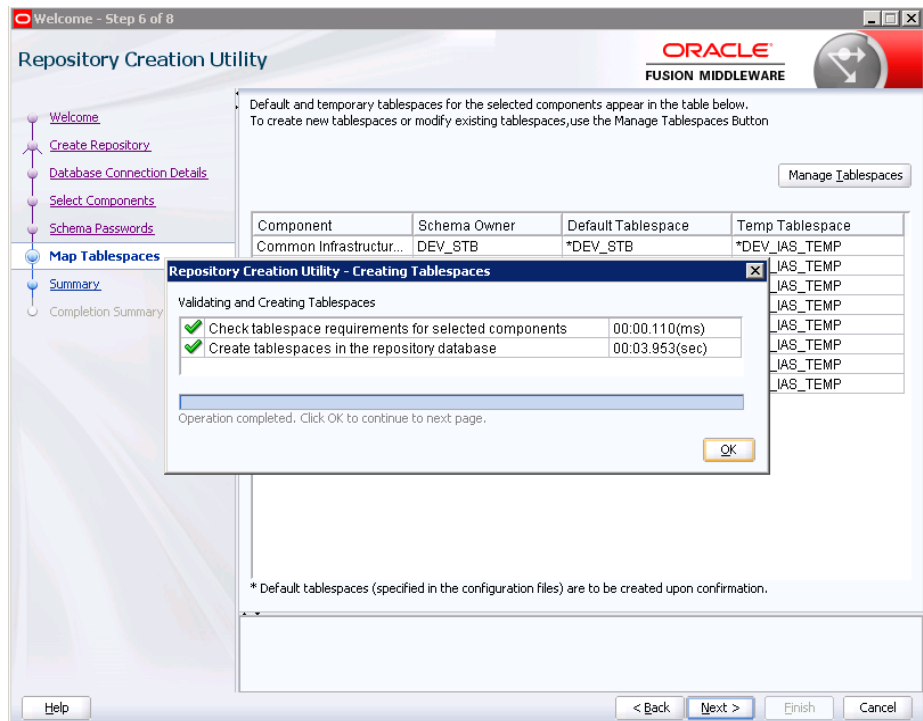 Welcome - Step 6 of 8
Repository Creation Utility
ORACLE
FUSION MIDDLEWARE
Welcome
Create Repository
Database Connection Details
Select Components
Schema Passwords
Map Tablespaces
Summary
Completion Summary
Default and temporary tablespaces for the selected components appear in the table below.
To create new tablespaces or modify existing tablespaces,use the Manage Tablespaces Button
Manage Tablespaces
Component Schema Owner Default Tablespace Temp Tablespace
Common Infrastructur... DEV_STB *DEV_STB *DEV_IAS_TEMP
_IAS_TEMP
_IAS_TEMP
_IAS_TEMP
_IAS_TEMP
_IAS_TEMP
_IAS_TEMP
_IAS_TEMP
Repository Creation Utility - Creating Tablespaces
Validating and Creating Tablespaces
Check tablespace requirements for selected components 00:00.110(ms)
Create tablespaces in the repository database 00:03.953(sec)
Operation completed. Click OK to continue to next page.
OK
* Default tablespaces (specified in the configuration files) are to be created upon confirmation.
Help
< Back
Next >
Finish
Cancel